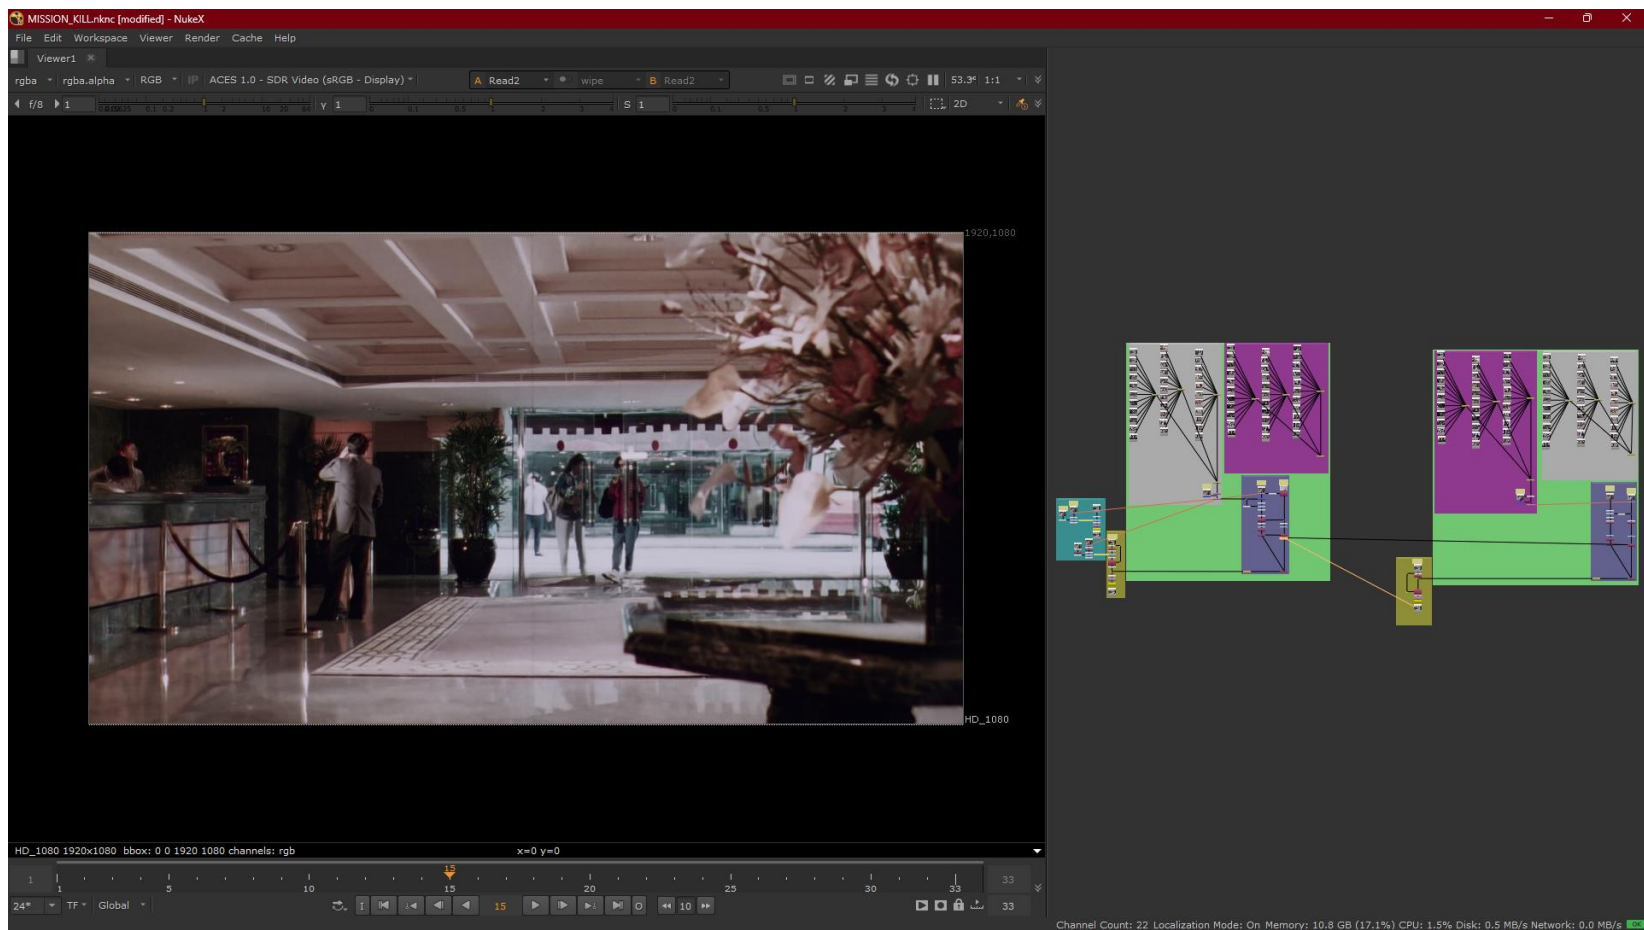 MISSION_KILL.nknc [modified] - NukeX
File Edit Workspace Viewer Render Cache Help
Viewer1
rgba rgba.alpha RGB IP ACES 1.0 - SDR Video (sRGB - Display) A Read2 wipe B Read2 53.3 1:1
f/8 1 Y 1 S 1 2D
1920,1080
HD_1080
HD_1080 1920x1080 bbox: 0 0 1920 1080 channels: rgb x=0 y=0
15
1 33
1 5 10 15 20 25 30 33
24* TF Global I 15 O 10 33
Channel Count: 22 Localization Mode: On Memory: 10.8 GB (17.1%) CPU: 1.5% Disk: 0.5 MB/s Network: 0.0 MB/s OK